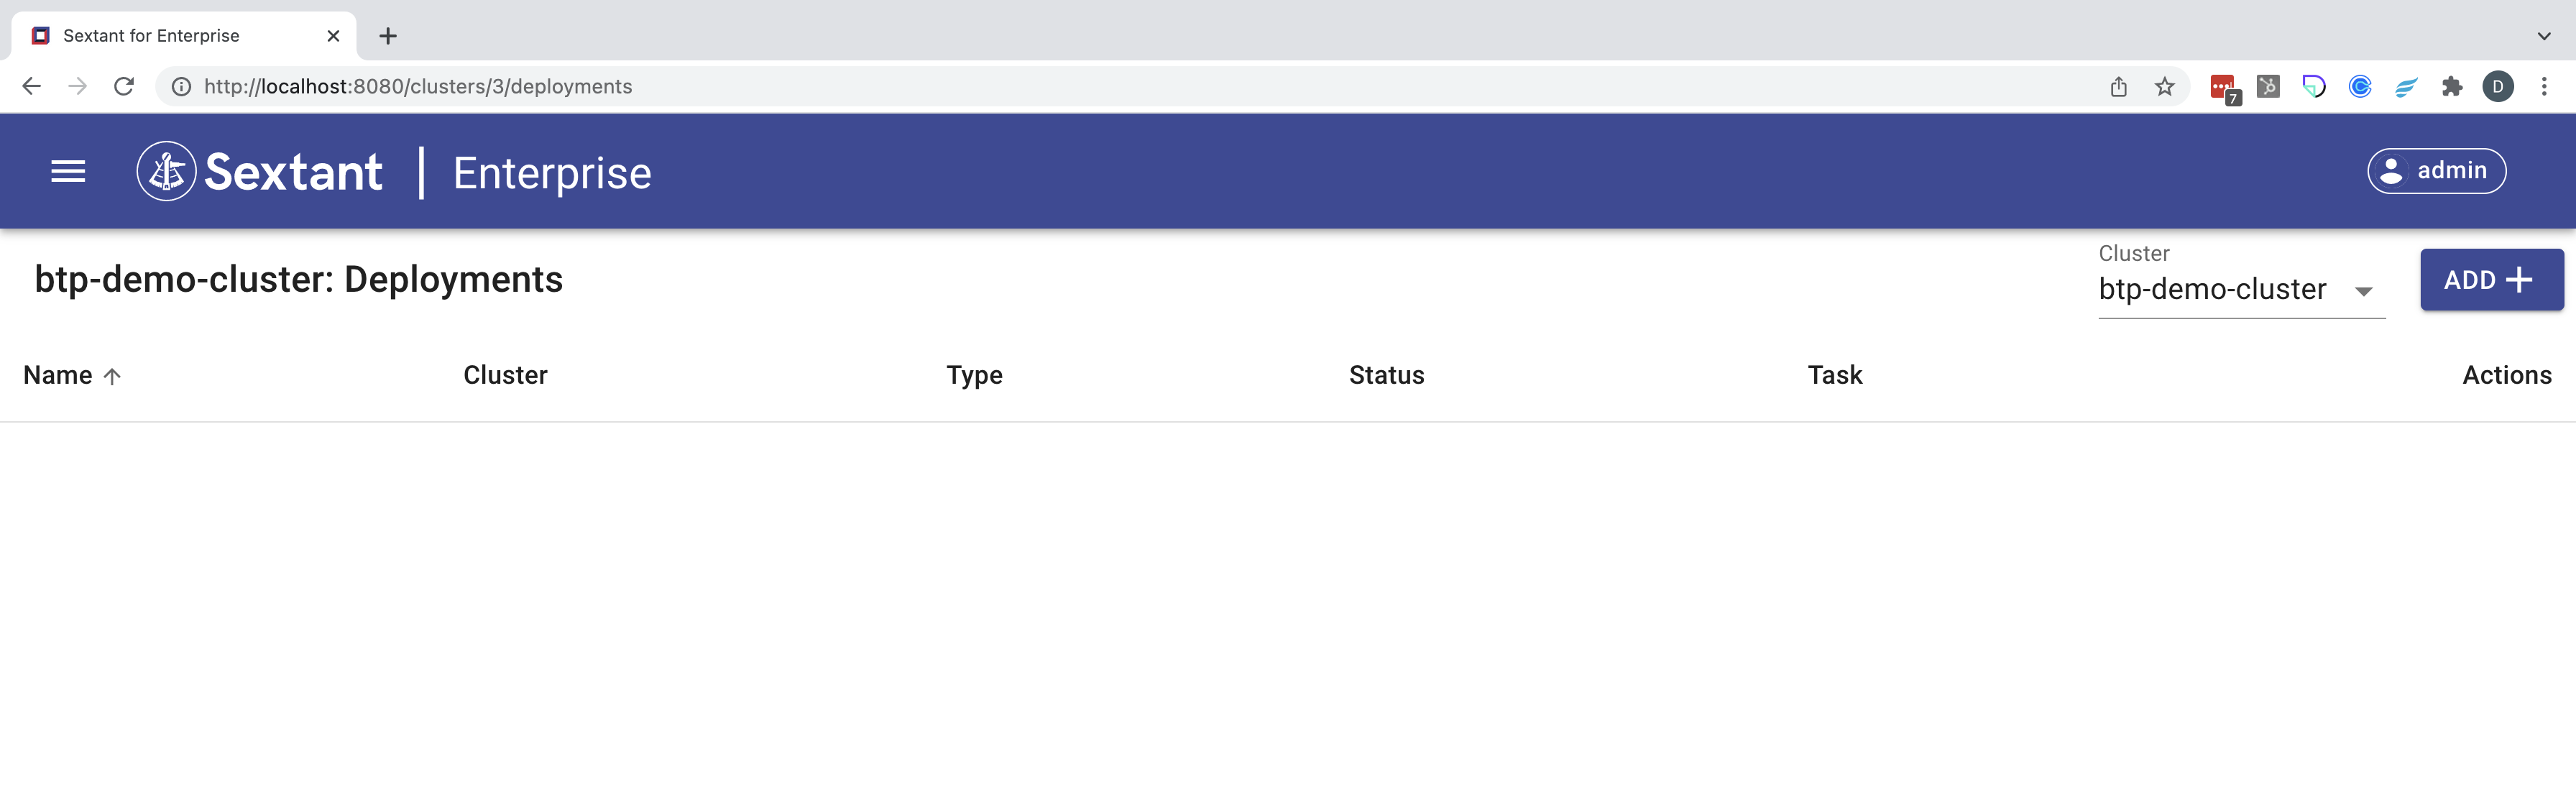 Sextant for Enterprise
http://localhost:8080/clusters/3/deployments
7
D
Sextant | Enterprise
admin
btp-demo-cluster: Deployments
Cluster
btp-demo-cluster
ADD +
Name Cluster Type Status Task Actions